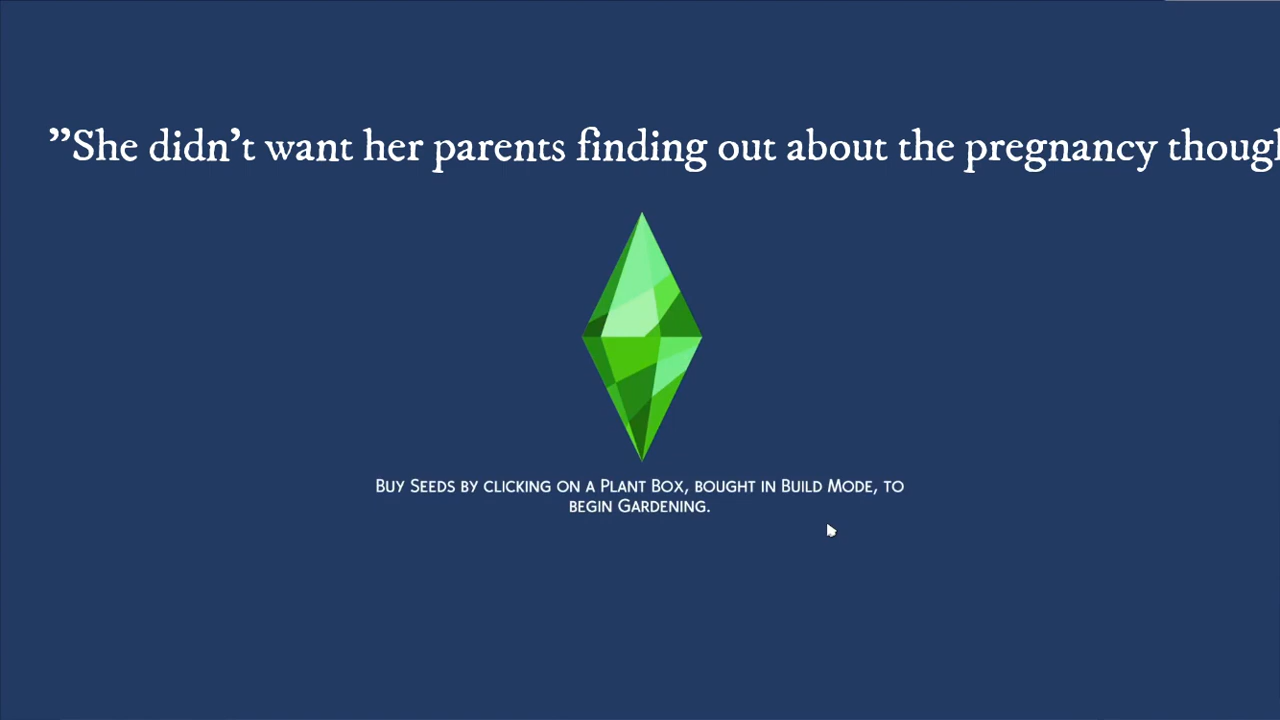 ”She didn’t want her parents finding out about the pregnancy though
Buy Seeds by clicking on a Plant Box, bought in Build Mode, to
begin Gardening.